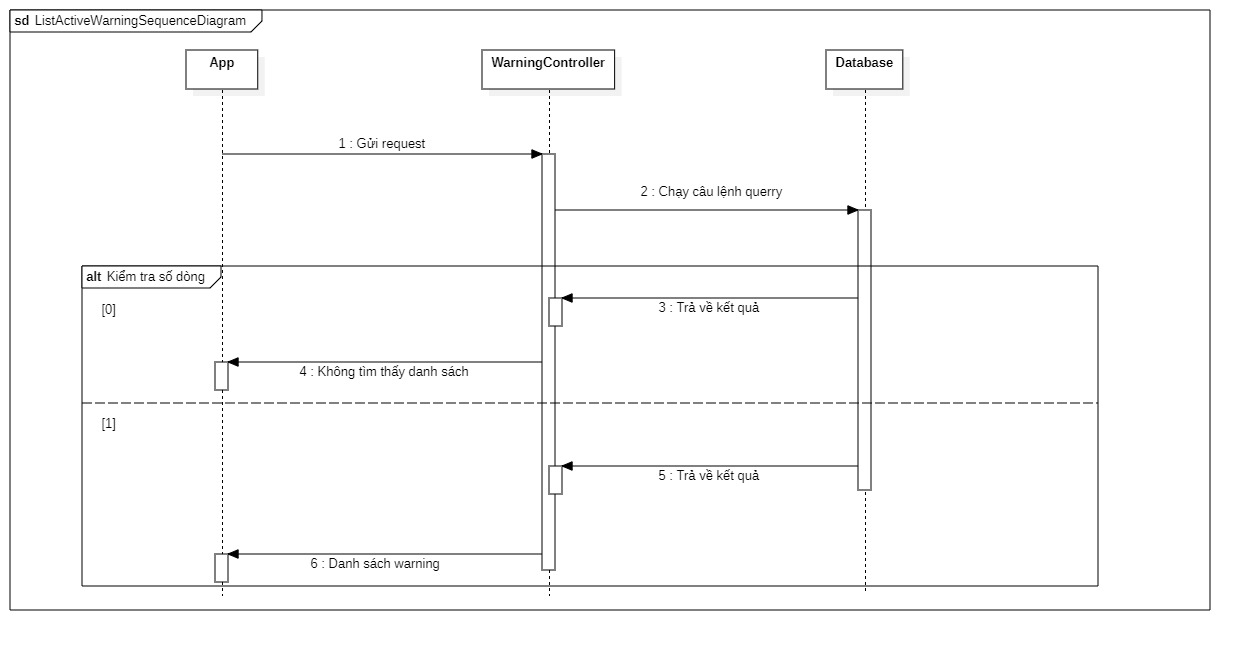 sd ListActiveWarningSequenceDiagram
App
WarningController
Database
1 : Gửi request
2 : Chạy câu lệnh querry
alt Kiểm tra số dòng
[0]
3 : Trả về kết quả
4 : Không tìm thấy danh sách
[1]
5 : Trả về kết quả
6 : Danh sách warning